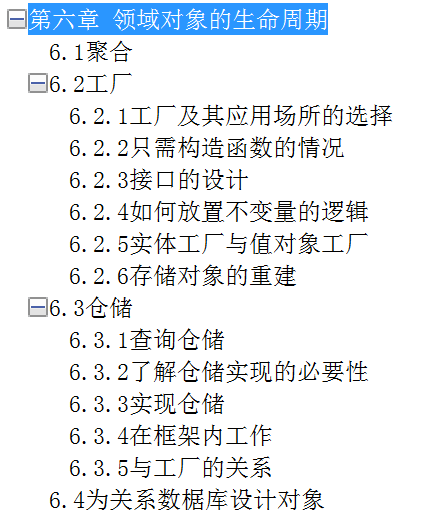 第六章 领域对象的生命周期
6.1聚合
6.2工厂
6.2.1工厂及其应用场所的选择
6.2.2只需构造函数的情况
6.2.3接口的设计
6.2.4如何放置不变量的逻辑
6.2.5实体工厂与值对象工厂
6.2.6存储对象的重建
6.3仓储
6.3.1查询仓储
6.3.2了解仓储实现的必要性
6.3.3实现仓储
6.3.4在框架内工作
6.3.5与工厂的关系
6.4为关系数据库设计对象